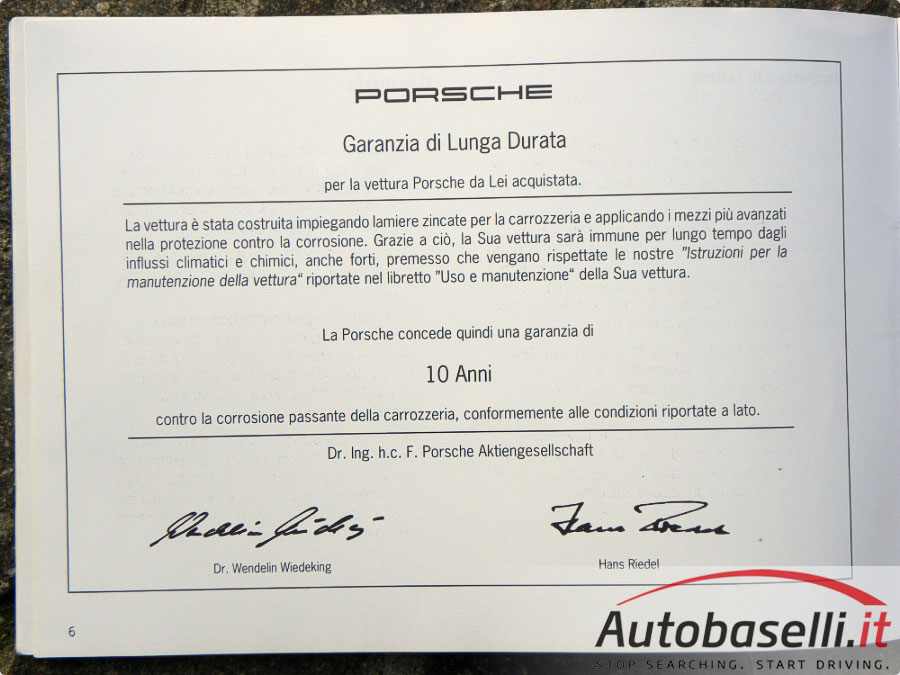 PORSCHE
Garanzia di Lunga Durata
per la vettura Porsche da Lei acquistata.
La vettura è stata costruita impiegando lamiere zincate per la carrozzeria e applicando i mezzi più avanzati
nella protezione contro la corrosione. Grazie a ciò, la Sua vettura sarà immune per lungo tempo dagli
influssi climatici e chimici, anche forti, premesso che vengano rispettate le nostre "Istruzioni per la
manutenzione della vettura“ riportate nel libretto "Uso e manutenzione“ della Sua vettura.
La Porsche concede quindi una garanzia di
10 Anni
contro la corrosione passante della carrozzeria, conformemente alle condizioni riportate a lato.
Dr. Ing. h.c. F. Porsche Aktiengesellschaft
Dr. Wendelin Wiedeking
Hans Riedel
6
Autobaselli.it
STOP SEARCHING. START DRIVING.